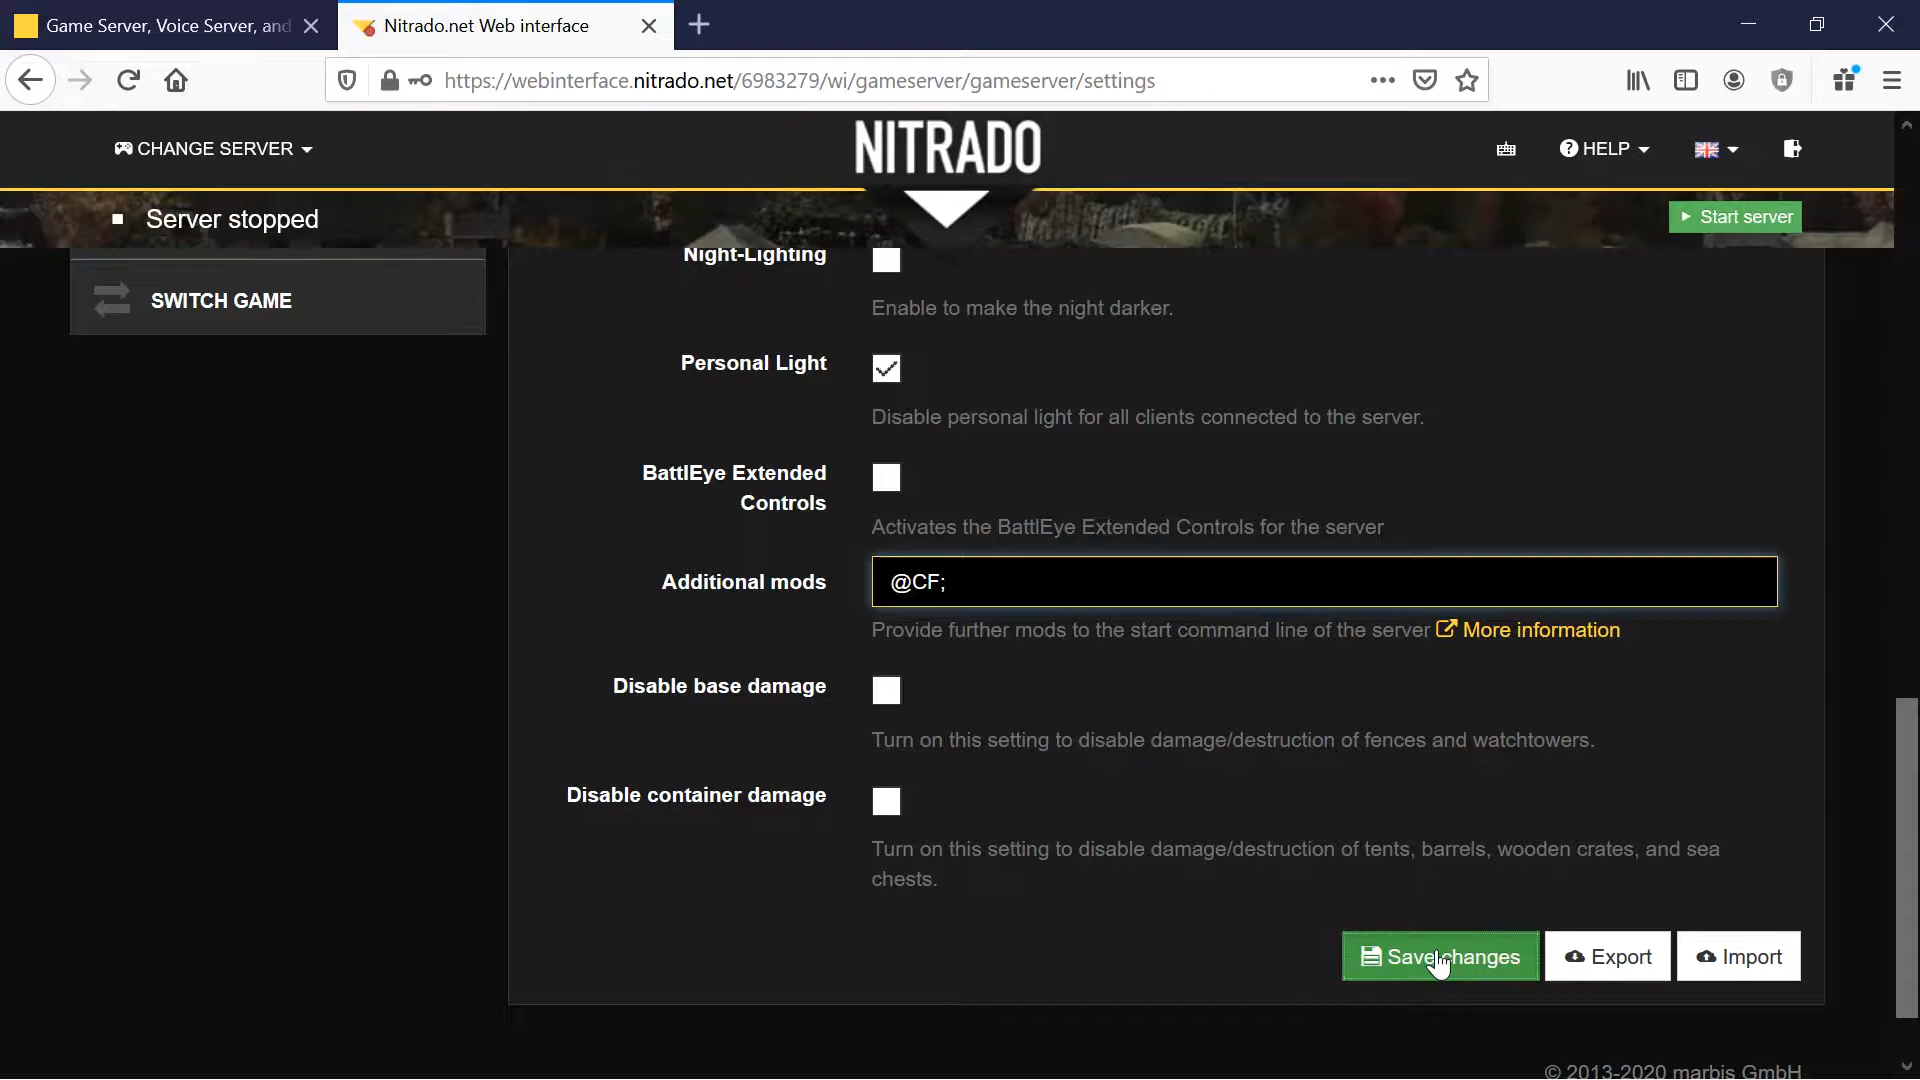 Game Server, Voice Server, and
Nitrado.net Web interface
https://webinterface.nitrado.net/6983279/wi/gameserver/gameserver/settings
CHANGE SERVER
NITRADO
HELP
Server stopped
Start server
SWITCH GAME
Night-Lighting
Enable to make the night darker.
Personal Light
Disable personal light for all clients connected to the server.
BattlEye Extended
Controls
Activates the BattlEye Extended Controls for the server
Additional mods
@CF;
Provide further mods to the start command line of the server More information
Disable base damage
Turn on this setting to disable damage/destruction of fences and watchtowers.
Disable container damage
Turn on this setting to disable damage/destruction of tents, barrels, wooden crates, and sea
chests.
Save changes
Export
Import
© 2013-2020 marbis GmbH